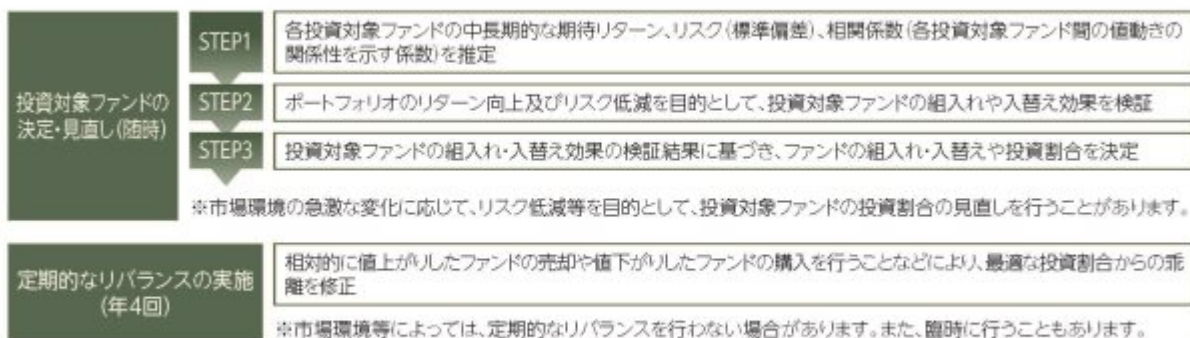 投資対象ファンドの
決定・見直し(随時)
STEP1
各投資対象ファンドの中長期的な期待リターン、リスク(標準偏差)、相関係数(各投資対象ファンド間の値動きの
関係性を示す係数)を推定
STEP2
ポートフォリオのリターン向上及びリスク低減を目的として、投資対象ファンドの組入れや入替え効果を検証
STEP3
投資対象ファンドの組入れ・入替え効果の検証結果に基づき、ファンドの組入れ・入替えや投資割合を決定
※市場環境の急激な変化に応じて、リスク低減等を目的として、投資対象ファンドの投資割合の見直しを行うことがあります。
定期的なリバランスの実施
(年4回)
相対的に値上がりしたファンドの売却や値下がりしたファンドの購入を行うことなどにより、最適な投資割合からの乖
離を修正
※市場環境等によっては、定期的なリバランスを行わない場合があります。また、臨時に行うこともあります。